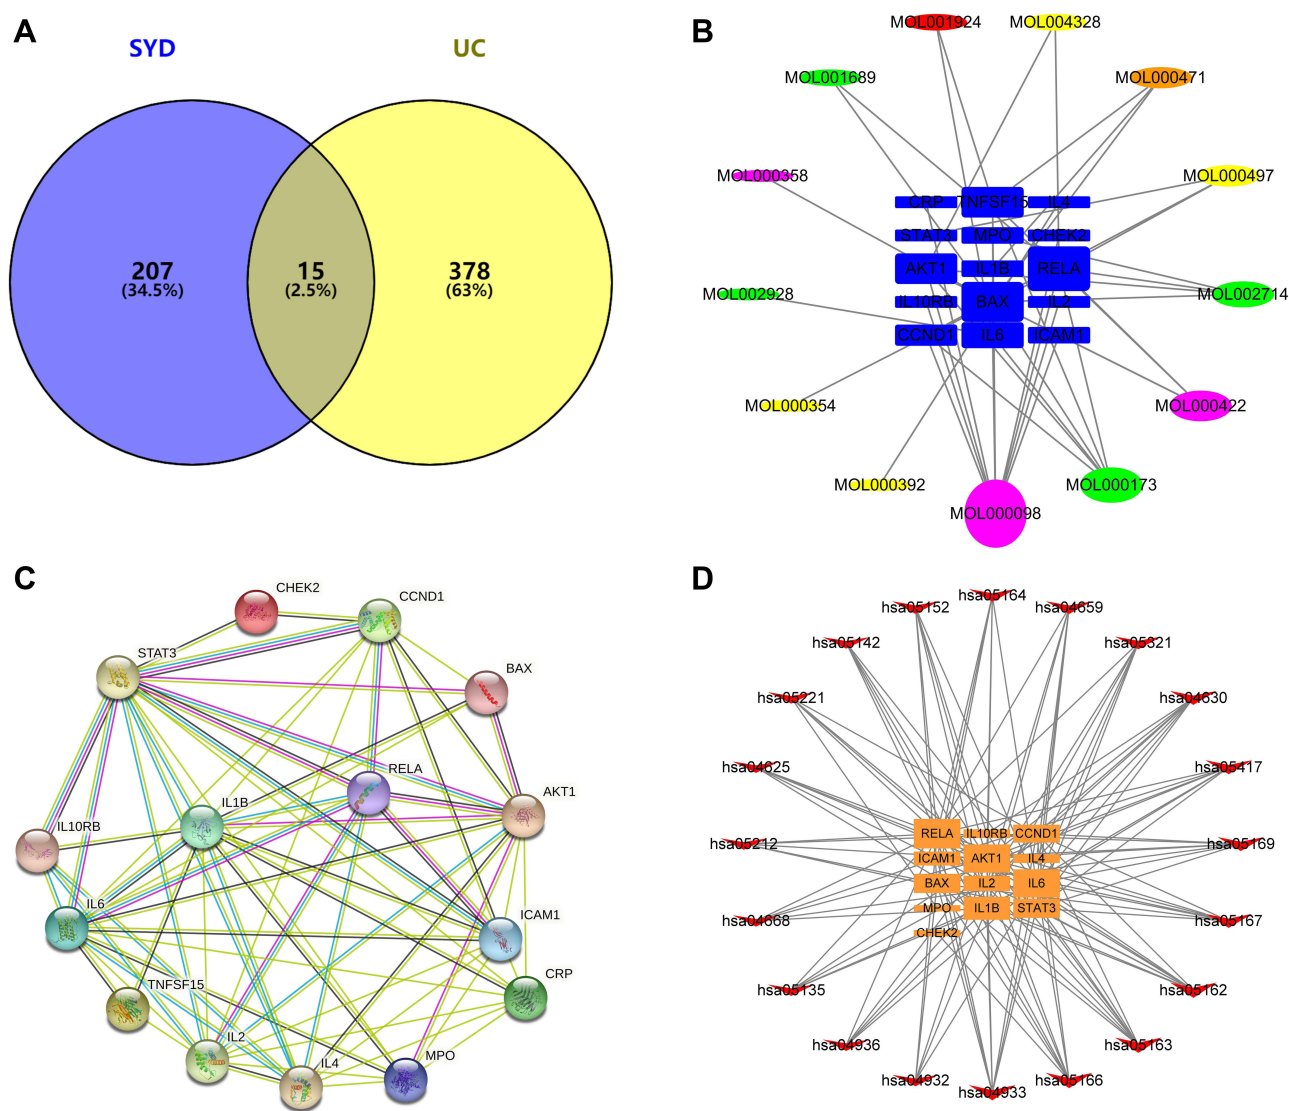 A
SYD
UC
207
(34.5%)
15
(2.5%)
378
(63%)
B
MOL001924
MOL004328
MOL001689
MOL000471
MOL000358
MOL000497
CRP
TNFSF15
IL4
STAT3
MPO
CHEK2
AKT1
IL1B
RELA
MOL002928
MOL002714
IL10RB
BAX
IL2
CCND1
IL6
ICAM1
MOL000354
MOL000422
MOL000392
MOL000173
MOL000098
C
CHEK2
CCND1
STAT3
BAX
RELA
IL1B
AKT1
IL10RB
IL6
ICAM1
CRP
TNFSF15
IL2
IL4
MPO
D
hsa05164
hsa05152
hsa04659
hsa05142
hsa05321
hsa05221
hsa04630
hsa04625
hsa05417
hsa05212
hsa05169
RELA
IL10RB
CCND1
ICAM1
AKT1
IL4
BAX
IL2
IL6
MPO
IL1B
STAT3
CHEK2
hsa04668
hsa05167
hsa05135
hsa05162
hsa04936
hsa05163
hsa04932
hsa04933
hsa05166